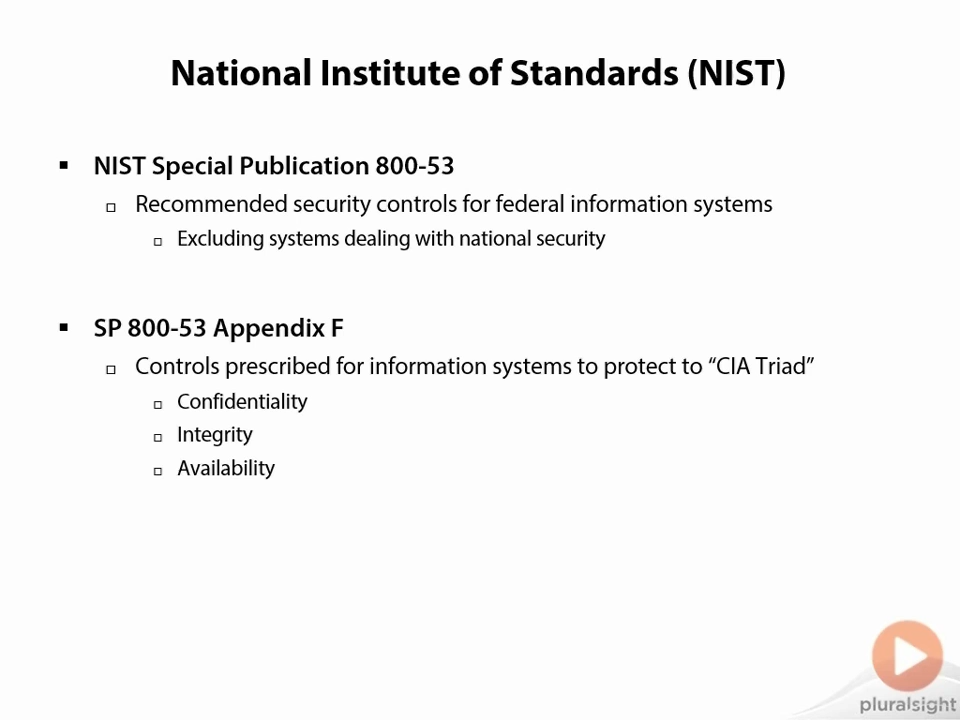 National Institute of Standards (NIST)
NIST Special Publication 800-53
Recommended security controls for federal information systems
Excluding systems dealing with national security
SP 800-53 Appendix F
Controls prescribed for information systems to protect to “CIA Triad”
Confidentiality
Integrity
Availability
pluralsight